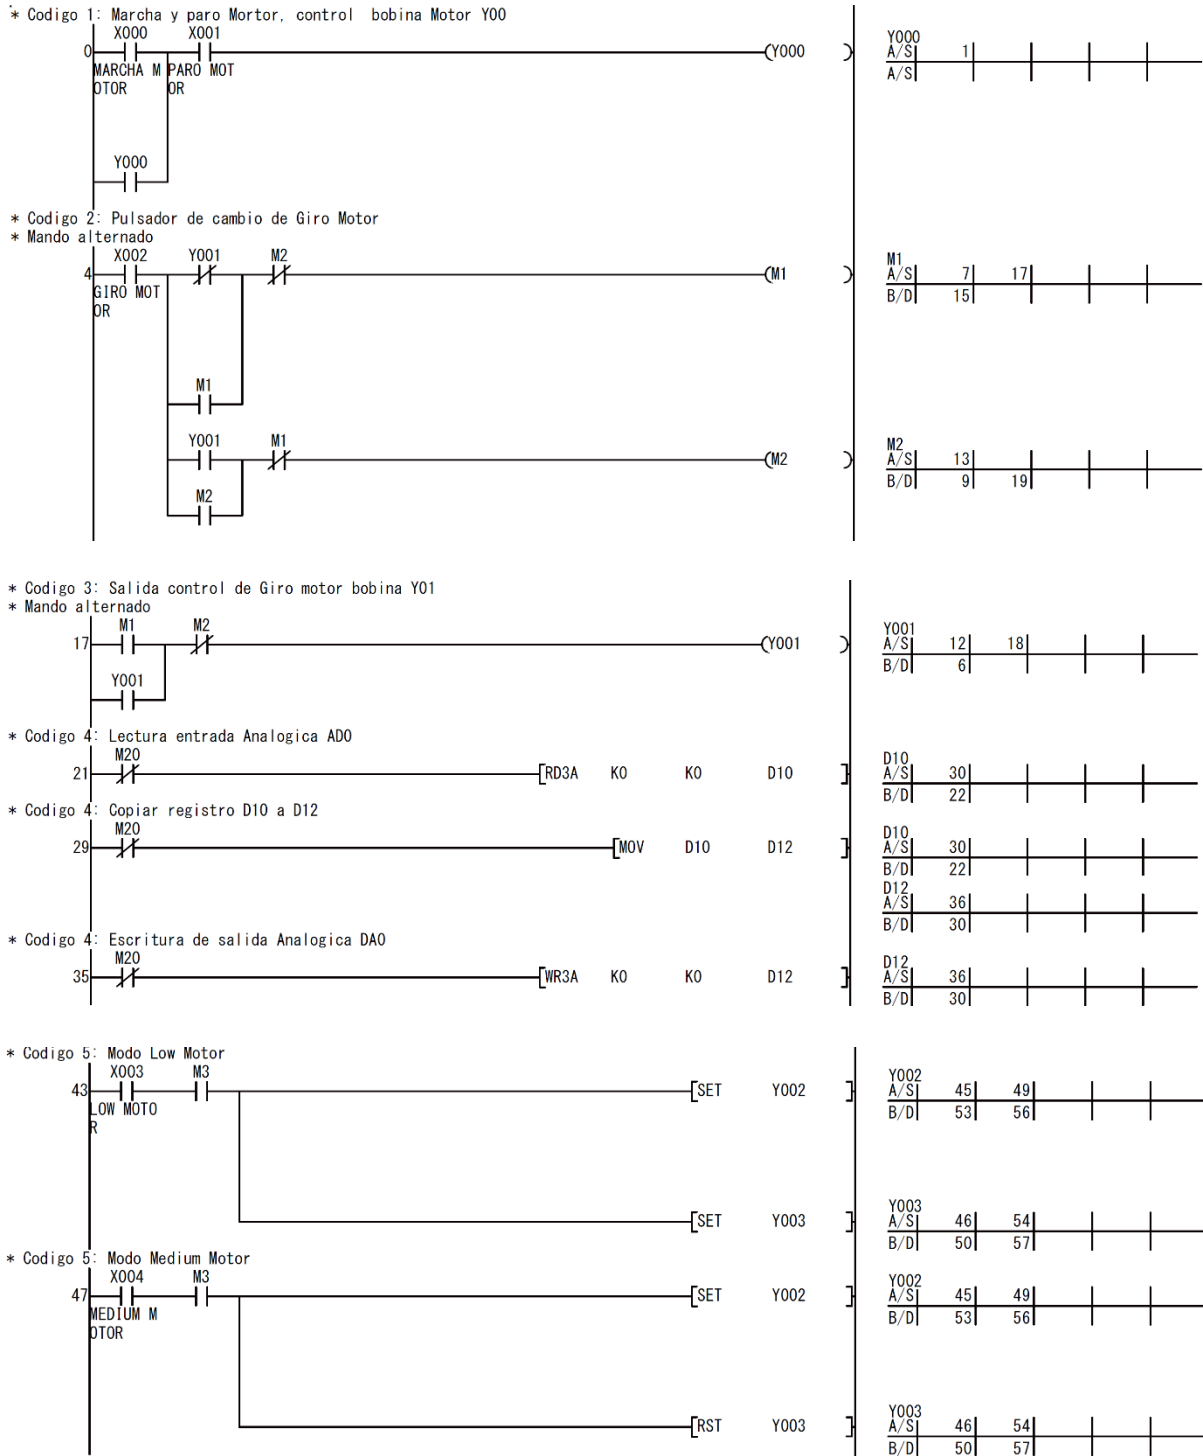 * Codigo 1: Marcha y paro Mortor, control bobina Motor Y00
X000 X001
0 (Y000 )
MARCHA M PARO MOT
OTOR OR
Y000
A/S 1
A/S
Y000
* Codigo 2: Pulsador de cambio de Giro Motor
* Mando alternado
X002 Y001 M2
4 (M1 )
GIRO MOT
OR
M1
A/S 7 17
B/D 15
M1
Y001 M1
(M2 )
M2
M2
A/S 13
B/D 9 19
* Codigo 3: Salida control de Giro motor bobina Y01
* Mando alternado
M1 M2
17 (Y001 )
Y001
Y001
A/S 12 18
B/D 6
* Codigo 4: Lectura entrada Analogica AD0
M20
21 [RD3A K0 K0 D10 ]
D10
A/S 30
B/D 22
* Codigo 4: Copiar registro D10 a D12
M20
29 [MOV D10 D12 ]
D10
A/S 30
B/D 22
D12
A/S 36
B/D 30
* Codigo 4: Escritura de salida Analogica DA0
M20
35 [WR3A K0 K0 D12 ]
D12
A/S 36
B/D 30
* Codigo 5: Modo Low Motor
X003 M3
43 [SET Y002 ]
LOW MOTO
R
Y002
A/S 45 49
B/D 53 56
[SET Y003 ]
Y003
A/S 46 54
B/D 50 57
* Codigo 5: Modo Medium Motor
X004 M3
47 [SET Y002 ]
MEDIUM M
OTOR
Y002
A/S 45 49
B/D 53 56
[RST Y003 ]
Y003
A/S 46 54
B/D 50 57